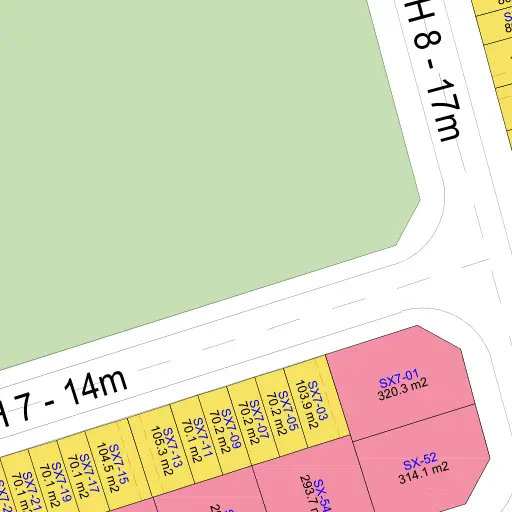 H 8 - 17m
H 7 - 14m
SX7-01
320.3 m2
SX-52
314.1 m2
SX7-03
103.9 m2
SX7-05
70.2 m2
SX7-07
70.2 m2
SX7-09
70.2 m2
SX7-11
70.1 m2
SX7-13
105.3 m2
SX7-15
104.5 m2
SX7-17
70.1 m2
SX7-19
70.1 m2
SX7-21
70.1 m2
SX-54
293.7